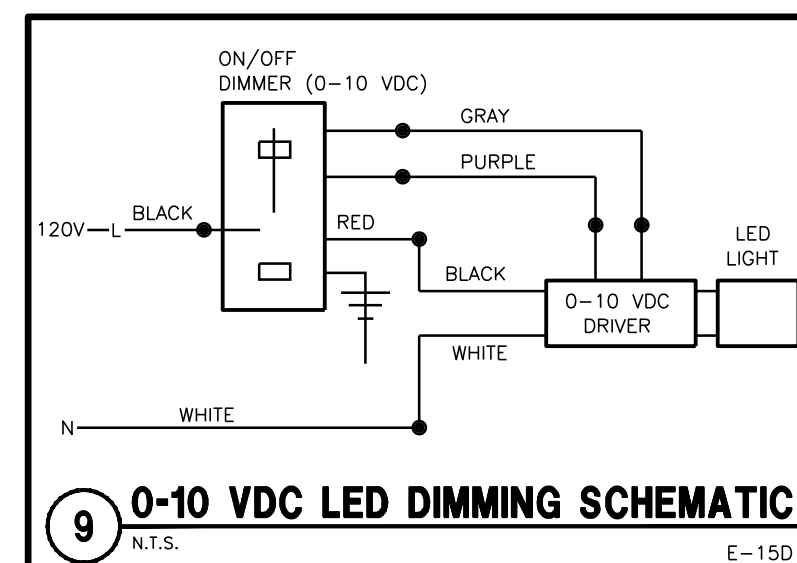 ON/OFF
DIMMER (0-10 VDC)
GRAY
PURPLE
BLACK
120V L
RED
LED
LIGHT
BLACK
0-10 VDC
DRIVER
WHITE
WHITE
N
9
0-10 VDC LED DIMMING SCHEMATIC
N.T.S.
E-15D